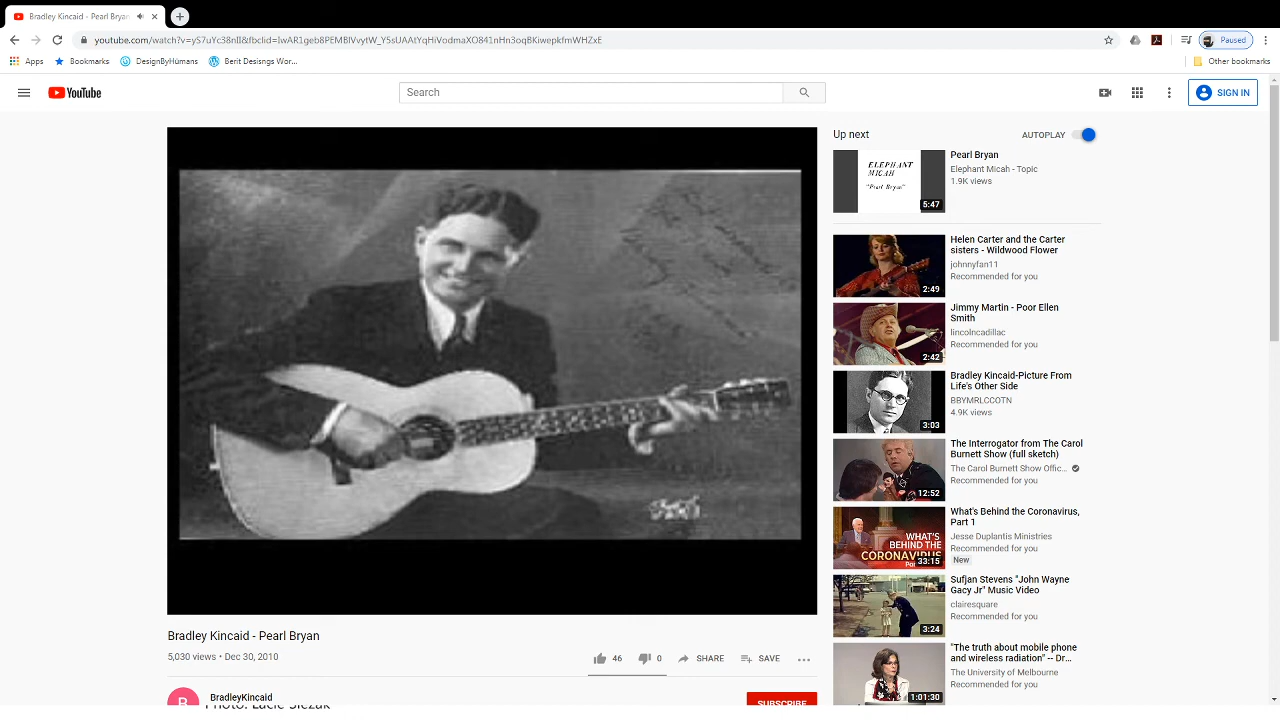 Bradley Kincaid - Pearl Bryan
youtube.com/watch?v=yS7uYc38nII&fbclid=IwAR1geb8PEMBlVvytW_Y5sUAAtYqHiVodmaXO841nHn3oqBKiwepkfmWHZxE
Paused
Apps Bookmarks DesignByHumans Berit Desisngs Wor... Other bookmarks
YouTube
Search
SIGN IN
Up next AUTOPLAY
ELEPHANT
MICAH
"Pearl Bryan"
5:47
Pearl Bryan
Elephant Micah - Topic
1.9K views
2:49
Helen Carter and the Carter
sisters - Wildwood Flower
johnnyfan11
Recommended for you
2:42
Jimmy Martin - Poor Ellen
Smith
lincolncadillac
Recommended for you
3:03
Bradley Kincaid-Picture From
Life's Other Side
BBYMRLCCOTN
4.9K views
12:52
The Interrogator from The Carol
Burnett Show (full sketch)
The Carol Burnett Show Offic...
Recommended for you
WHAT'S
BEHIND THE
CORONAVIRUS
33:15
What's Behind the Coronavirus,
Part 1
Jesse Duplantis Ministries
Recommended for you
New
3:24
Sufjan Stevens "John Wayne
Gacy Jr" Music Video
clairesquare
Recommended for you
1:01:30
"The truth about mobile phone
and wireless radiation" -- Dr...
The University of Melbourne
Recommended for you
Bradley Kincaid - Pearl Bryan
5,030 views • Dec 30, 2010
46 0 SHARE SAVE
BradleyKincaid
Photo: Lacie Slezak
SUBSCRIBE